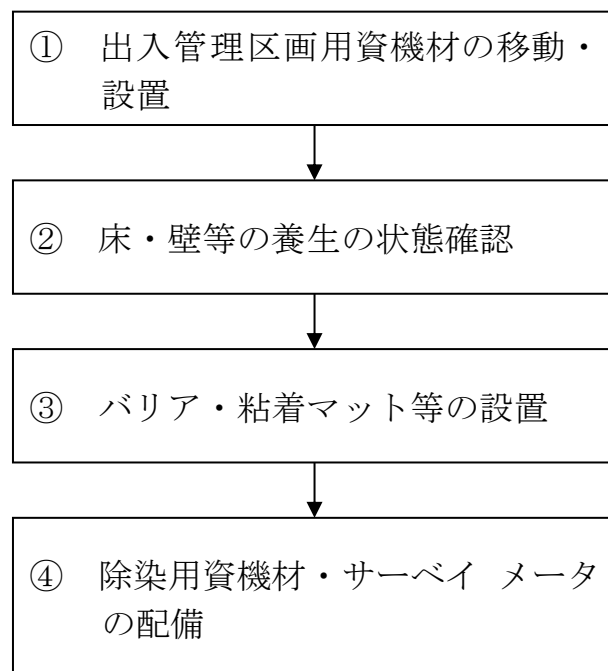 ① 出入管理区画用資機材の移動・
設置
② 床・壁等の養生の状態確認
③ バリア・粘着マット等の設置
④ 除染用資機材・サーベイ メータ
の配備